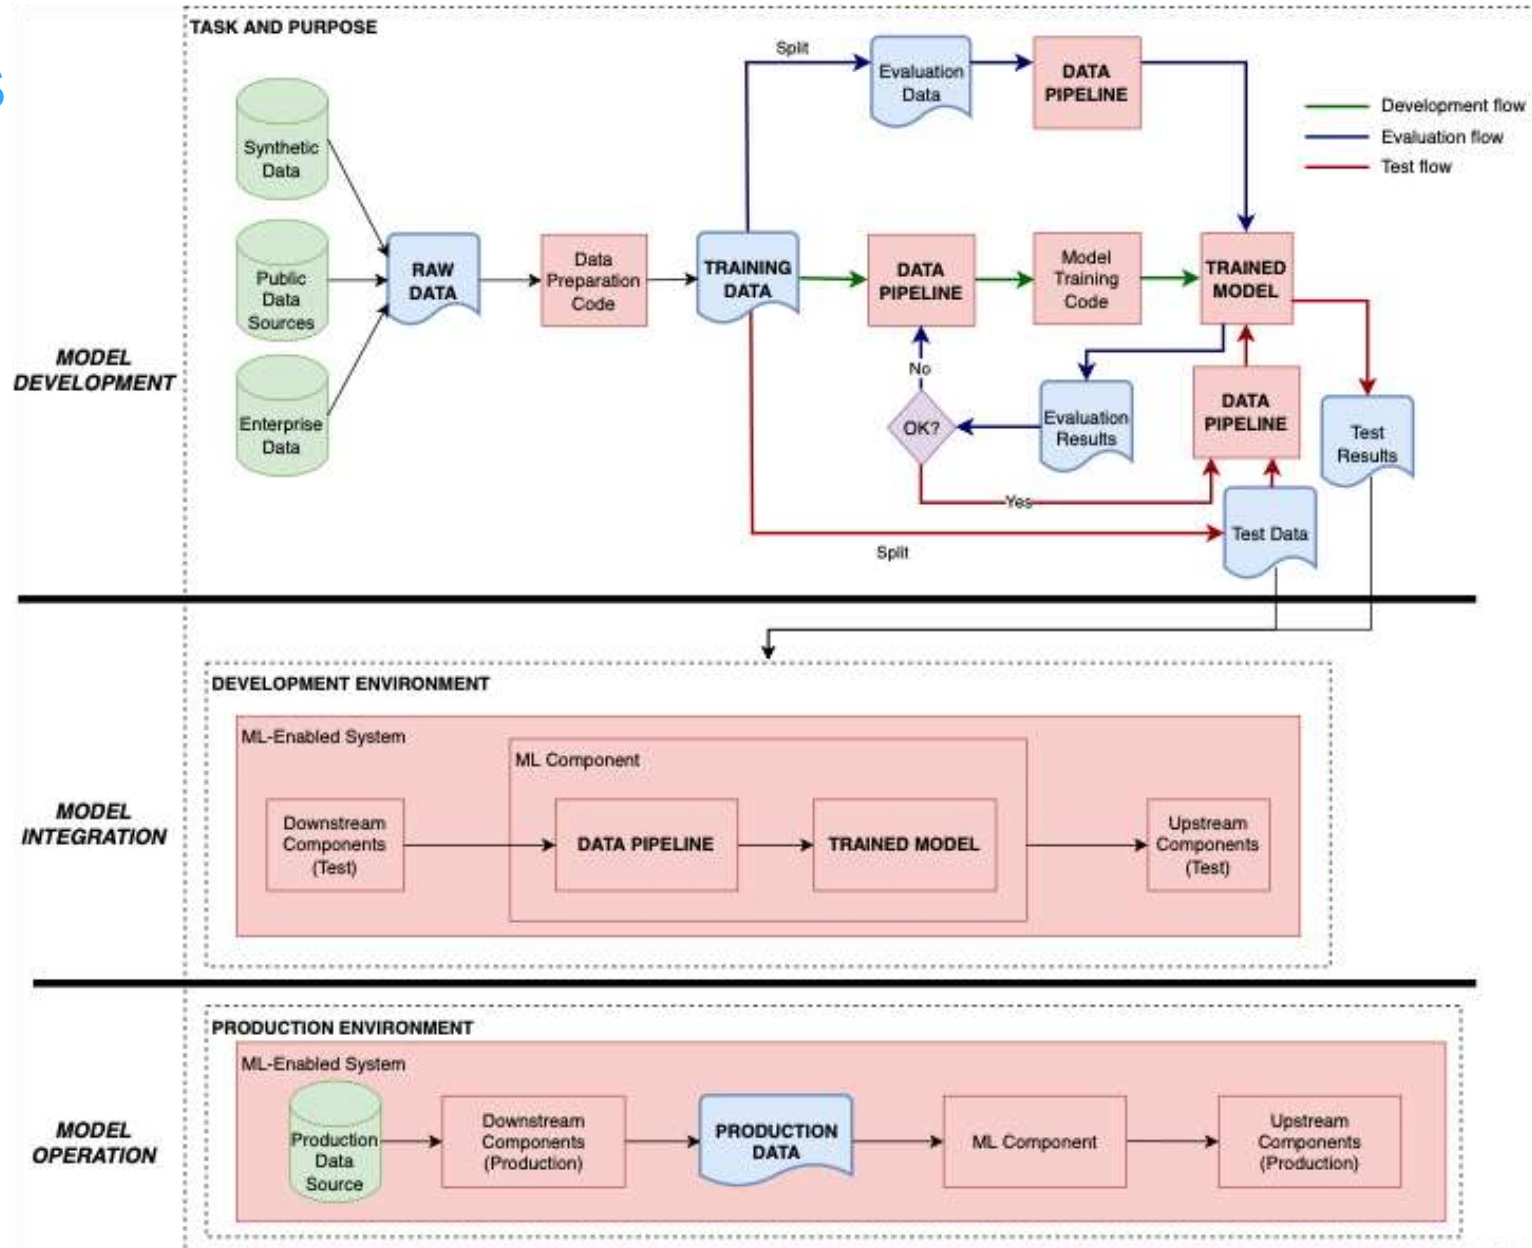 S
TASK AND PURPOSE
Split
Evaluation
Data
DATA
PIPELINE
Development flow
Evaluation flow
Test flow
Synthetic
Data
Public
Data
Sources
Enterprise
Data
RAW
DATA
Data
Preparation
Code
TRAINING
DATA
DATA
PIPELINE
Model
Training
Code
TRAINED
MODEL
MODEL
DEVELOPMENT
No
OK?
Evaluation
Results
DATA
PIPELINE
Test
Results
Yes
Test Data
Split
DEVELOPMENT ENVIRONMENT
ML-Enabled System
ML Component
MODEL
INTEGRATION
Downstream
Components
(Test)
DATA PIPELINE
TRAINED MODEL
Upstream
Components
(Test)
PRODUCTION ENVIRONMENT
ML-Enabled System
MODEL
OPERATION
Production
Data
Source
Downstream
Components
(Production)
PRODUCTION
DATA
ML Component
Upstream
Components
(Production)